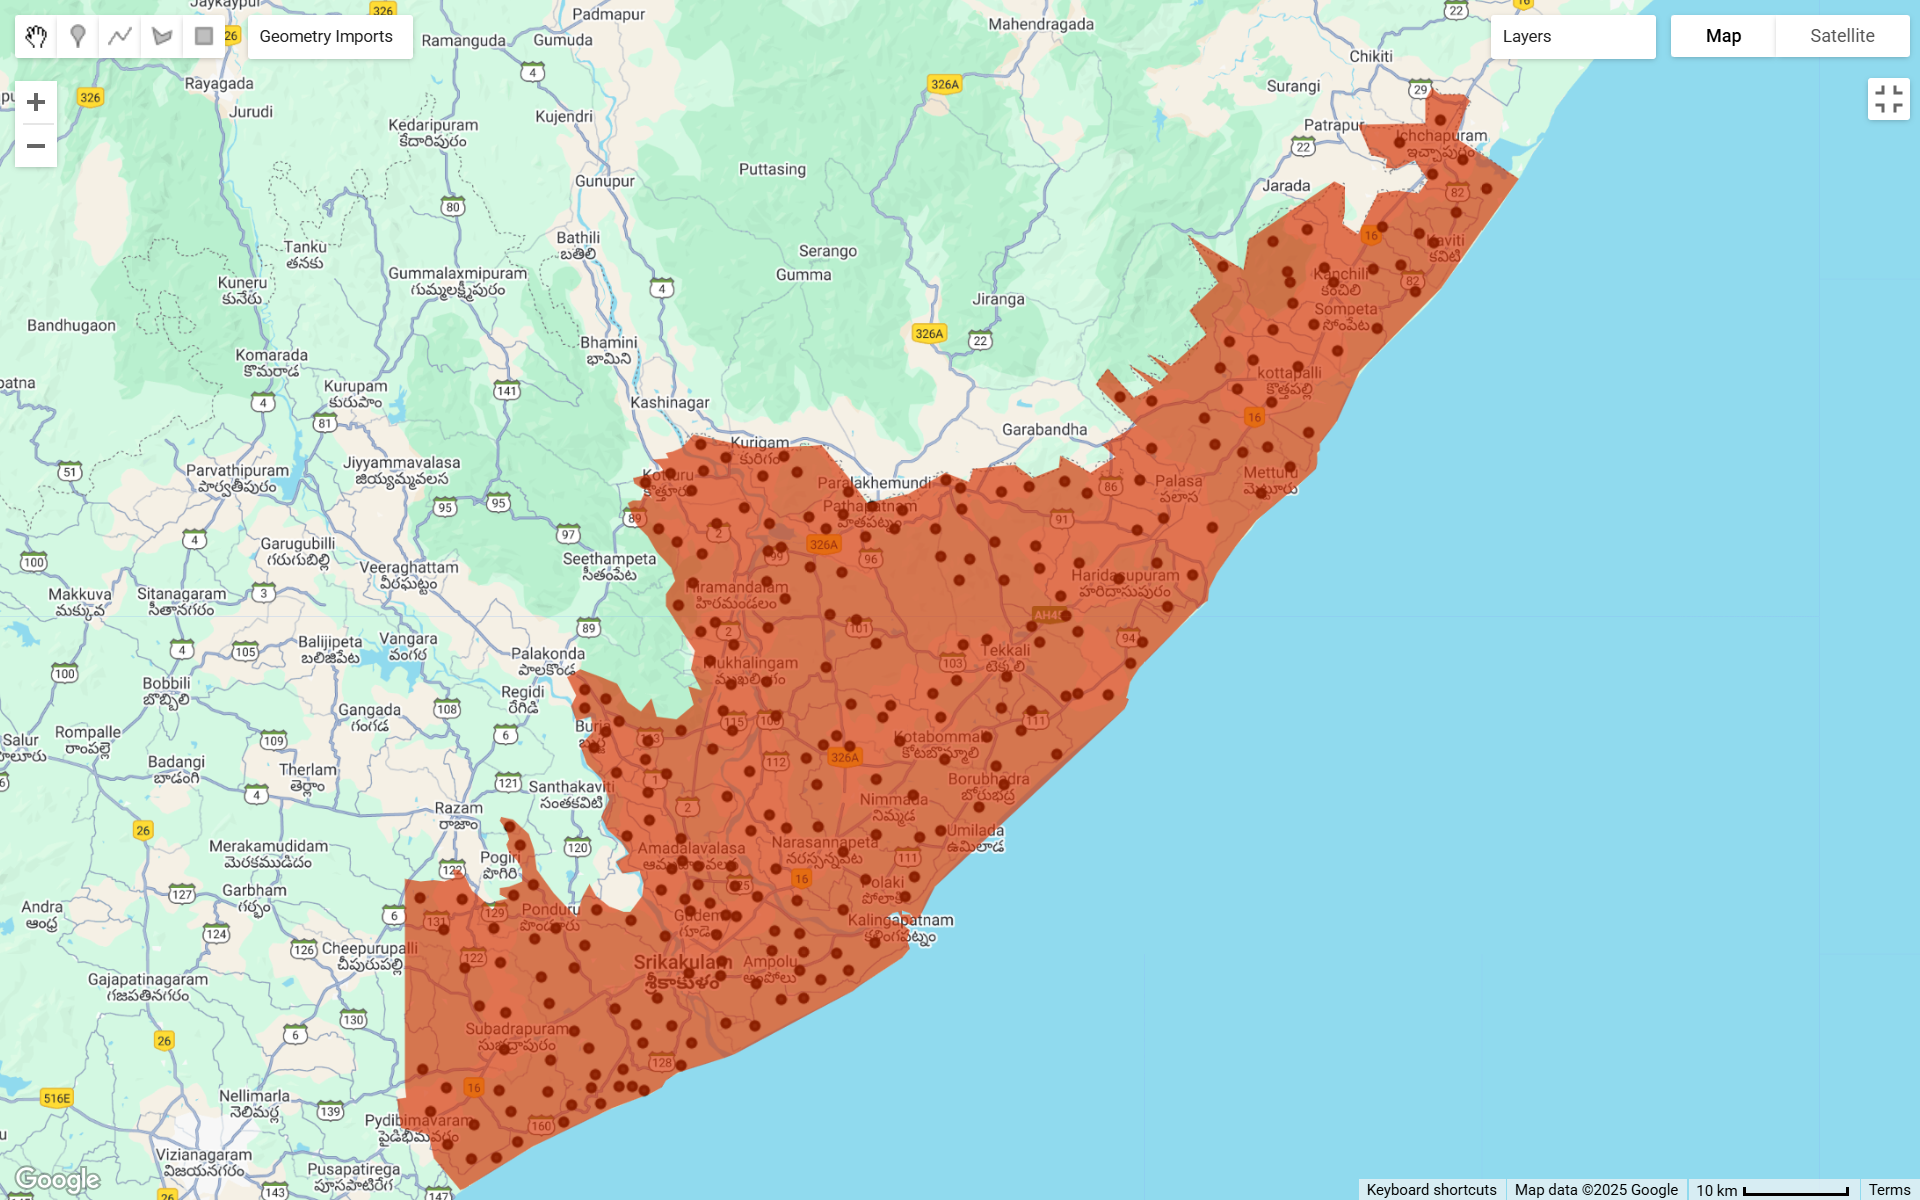 Geometry Imports
Layers
Map
Satellite
Padmapur
Ramanguda
Gumuda
Mahendragada
Chikiti
Rayagada
Surangi
Jurudi
Kujendri
Kedaripuram
కేదారిపురం
Patrapur
Ichchapuram
ఇచ్ఛాపురం
Puttasing
Gunupur
Jarada
Tanku
తనకు
Bathili
బతిలి
Serango
Gumma
Kaviti
కవిటి
Kuneru
కునేరు
Gummalaxmipuram
గుమ్మలక్ష్మీపురం
Kanchili
కంచిలి
Jiranga
Sompeta
సోంపేట
Bandhugaon
Bhamini
భామిని
Komarada
కొమరాడ
kottapalli
కొత్తపల్లి
Kurupam
కురుపాం
Kashinagar
Garabandha
Kurigam
కురిగం
Parvathipuram
పార్వతీపురం
Jiyyammavalasa
జియ్యమ్మవలస
Kotturu
కొత్తూరు
Paralakhemundi
Palasa
పలాస
Metturu
మెట్టూరు
Pathapatnam
పాతపట్నం
Garugubilli
గరుగుబిల్లి
Seethampeta
సీతంపేట
Veeraghattam
వీరఘట్టం
Haridasupuram
హరిదాసుపురం
Makkuva
మక్కువ
Sitanagaram
సీతానగరం
Hiramandalam
హిరమండలం
Balijipeta
బలిజిపేట
Vangara
వంగర
Palakonda
పాలకొండ
Tekkali
టెక్కలి
Mukhalingam
ముఖలింగం
Bobbili
బొబ్బిలి
Regidi
రేగిడి
Gangada
గంగడ
Burja
బుర్జ
Rompalle
రాంపల్లె
Salur
Kotabommali
కోటబొమ్మాలి
Badangi
బాడంగి
Therlam
తెర్లాం
Santhakaviti
సంతకవిటి
Borubhadra
బోరుభద్ర
Nimmada
నిమ్మడ
Razam
రాజాం
Umilada
ఉమిలాడ
Merakamudidam
మెరకముడిదం
Pogiri
పొగిరి
Amadalavalasa
ఆముదాలవలస
Narasannapeta
నరసన్నపేట
Garbham
గర్భం
Polaki
పోలాకి
Andra
ఆంధ్ర
Ponduru
పొందూరు
Gudem
గూడెం
Kalingapatnam
కళింగపట్నం
Cheepurupalli
చీపురుపల్లి
Srikakulam
శ్రీకాకుళం
Ampolu
అంపోలు
Gajapatinagaram
గజపతినగరం
Subadrapuram
సుభద్రాపురం
Nellimarla
నెలిమర్ల
Pydibhimavaram
పైడిభీమవరం
Vizianagaram
విజయనగరం
Pusapatirega
పూసపాటిరేగ
326
326
26
4
326A
29
22
16
22
80
82
4
16
82
326A
22
141
4
81
16
51
95
95
86
89
97
2
91
4
326A
99
96
100
3
AH45
89
2
101
94
4
105
103
100
108
115
108
111
6
109
113
326A
112
121
1
4
2
26
120
122
111
127
125
16
6
131
129
124
126
122
130
26
6
128
516E
139
16
160
143
147
26
Google
Keyboard shortcuts
Map data ©2025 Google
10 km
Terms